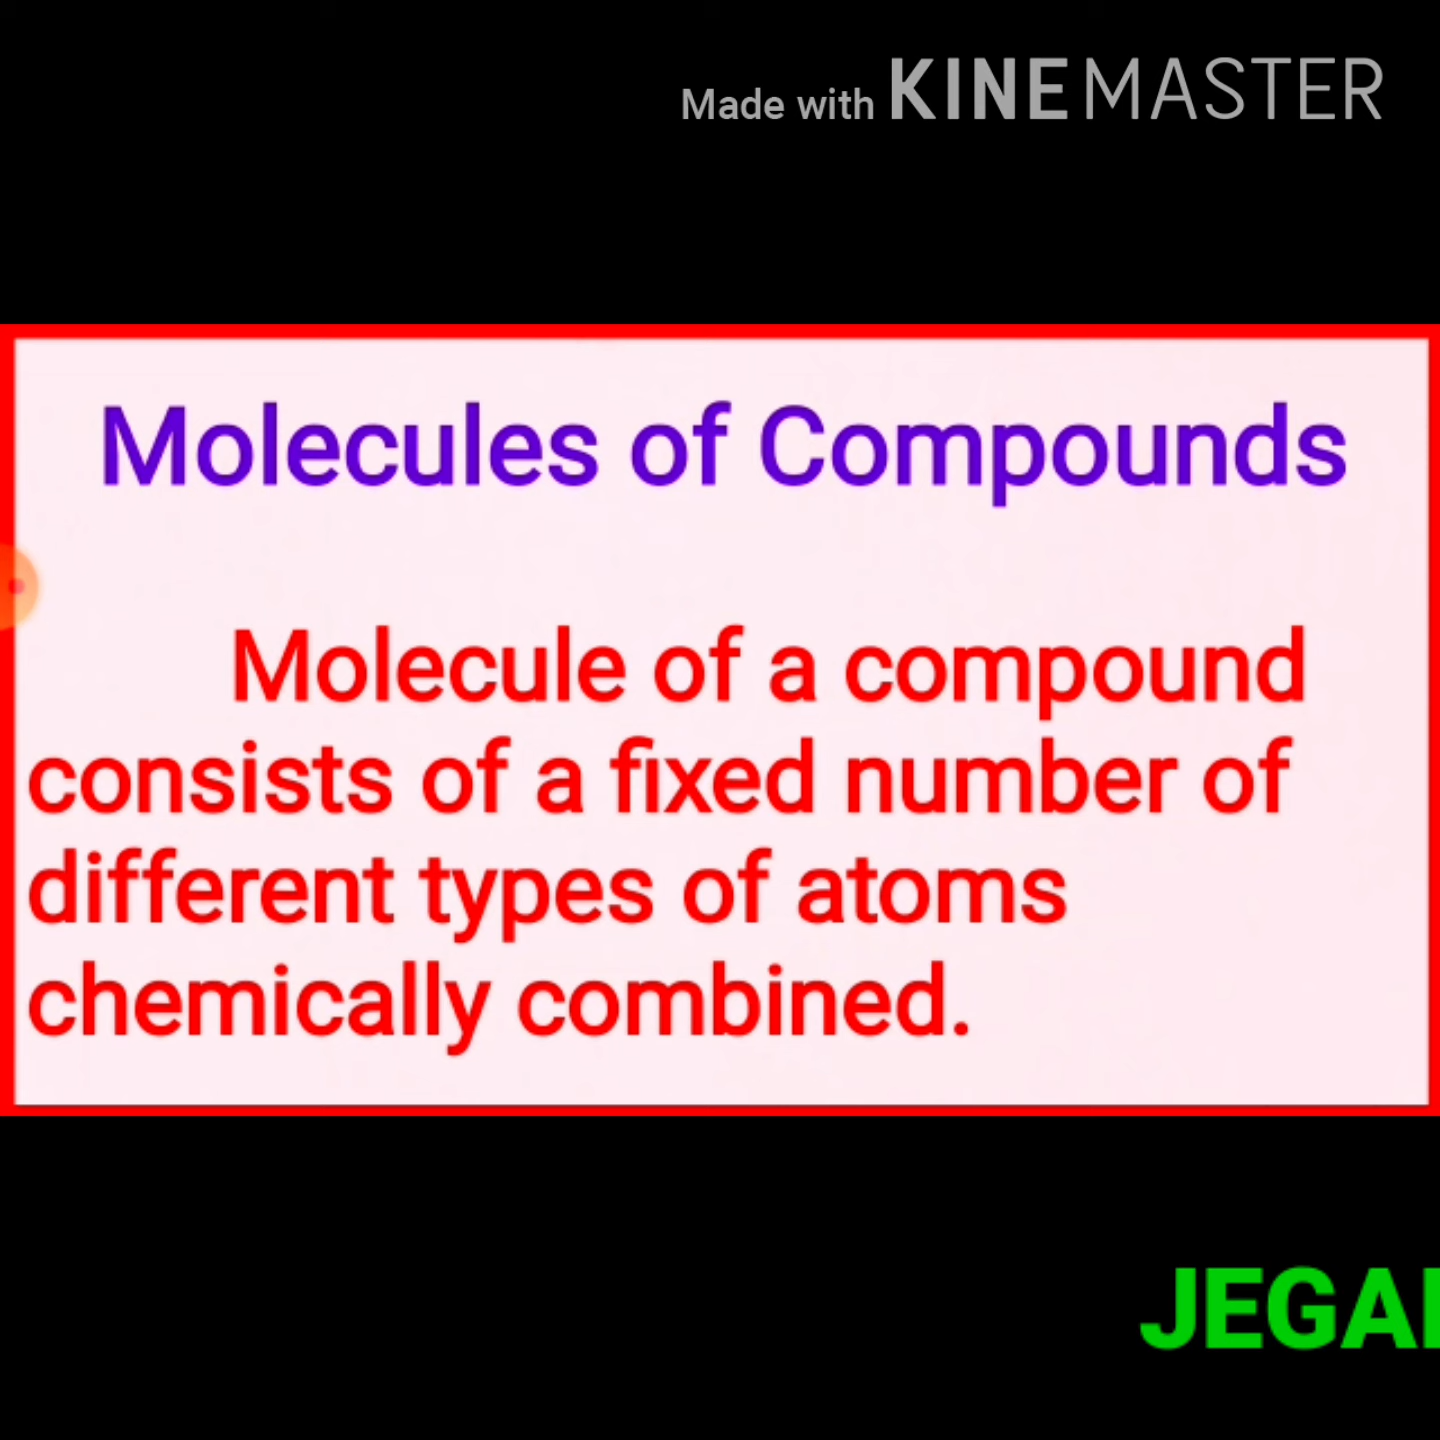 Made with KINEMASTER
Molecules of Compounds
Molecule of a compound
consists of a fixed number of
different types of atoms
chemically combined.